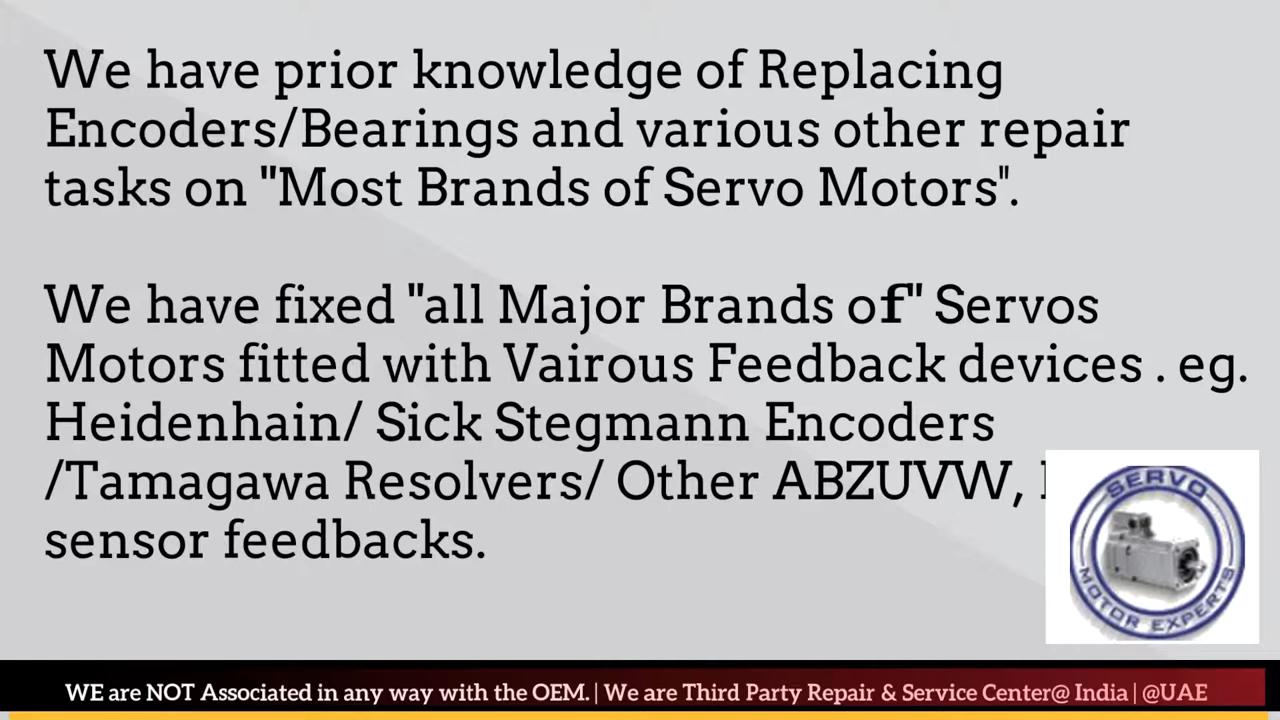 We have prior knowledge of Replacing
Encoders/Bearings and various other repair
tasks on "Most Brands of Servo Motors".
We have fixed "all Major Brands of" Servos
Motors fitted with Vairous Feedback devices . eg.
Heidenhain/ Sick Stegmann Encoders
/Tamagawa Resolvers/ Other ABZUVW,
sensor feedbacks.
SERVO
MOTOR EXPERTS
WE are NOT Associated in any way with the OEM. | We are Third Party Repair & Service Center@ India | @UAE